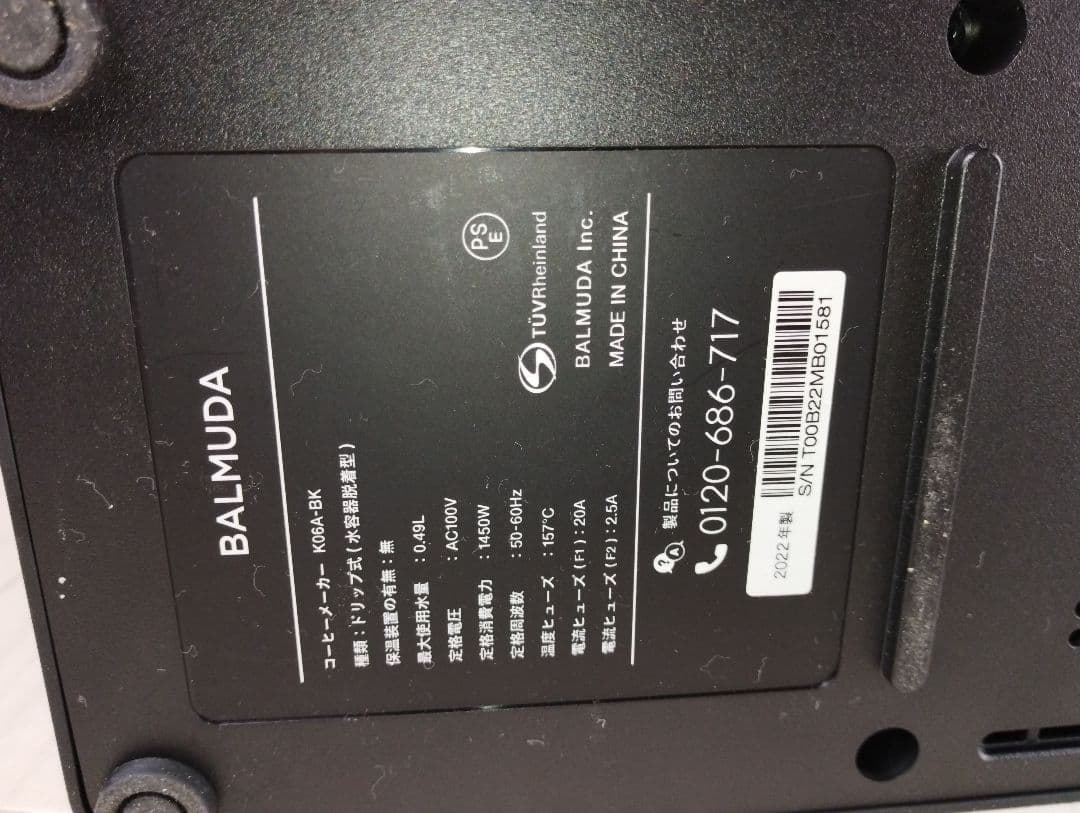 BALMUDA
コーヒーメーカー K06A-BK
種類：ドリップ式(水容器脱着型)
保温装置の有無：無
最大使用水量 ：0.49L
定格電圧 ：AC100V
定格消費電力 ：1450W
定格周波数 ：50-60Hz
温度ヒューズ ：157℃
電流ヒューズ(F1)：20A
電流ヒューズ(F2)：2.5A
PS
E
TÜVRheinland
BALMUDA Inc.
MADE IN CHINA
?
A
製品についてのお問い合わせ
0120-686-717
2022年製
S/N T00B22MB01581